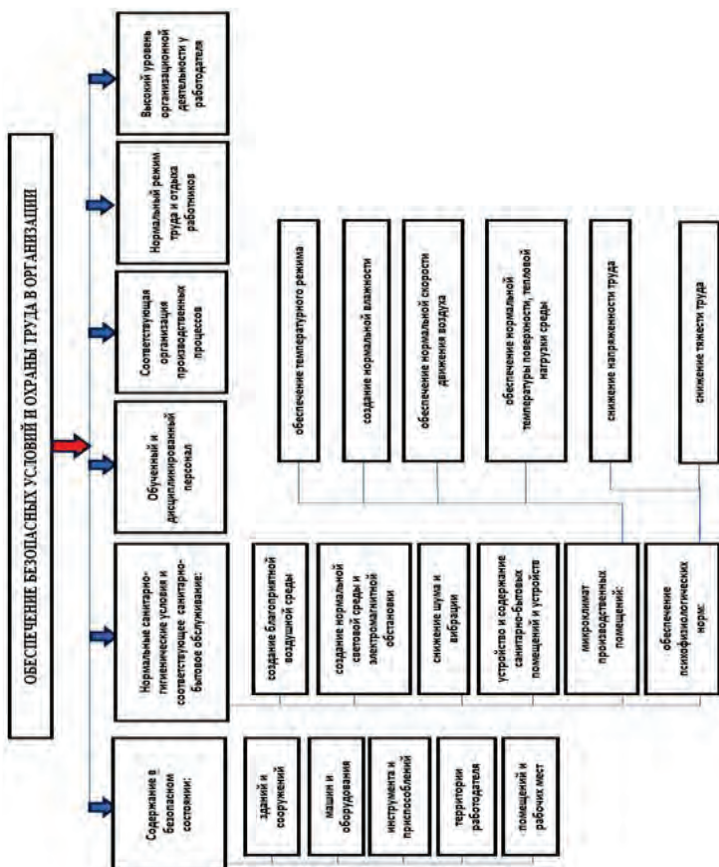 ОБЕСПЕЧЕНИЕ БЕЗОПАСНЫХ УСЛОВИЙ И ОХРАНЫ ТРУДА В ОРГАНИЗАЦИИ
Содержание в
безопасном
состоянии:
зданий и
сооружений
машин и
оборудования
инструмента и
приспособлений
территории
работодателя
помещений и
рабочих мест
Нормальные санитарно-
гигиенические условия и
соответствующее санитарно-
бытовое обслуживание:
создание благоприятной
воздушной среды
создание нормальной
световой среды и
электромагнитной
обстановки
снижение шума и
вибрации
устройство и содержание
санитарно-бытовых
помещений и устройств
микроклимат
производственных
помещений:
обеспечение
психофизиологических
норм:
обеспечение температурного режима
создание нормальной влажности
обеспечение нормальной скорости
движения воздуха
обеспечение нормальной
температуры поверхности, тепловой
нагрузки среды
снижение напряженности труда
снижение тяжести труда
Обученный и
дисциплинированный
персонал
Соответствующая
организация
производственных
процессов
Нормальный режим
труда и отдыха
работников
Высокий уровень
организационной
деятельности у
работодателя